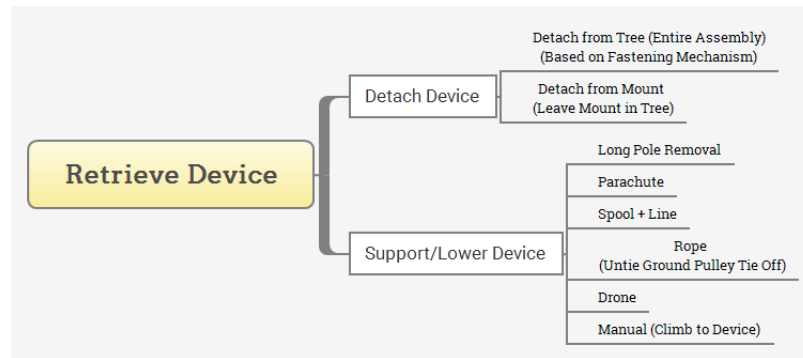 Retrieve Device
Detach Device
Detach from Tree (Entire Assembly)
(Based on Fastening Mechanism)
Detach from Mount
(Leave Mount in Tree)
Support/Lower Device
Long Pole Removal
Parachute
Spool + Line
Rope
(Untie Ground Pulley Tie Off)
Drone
Manual (Climb to Device)